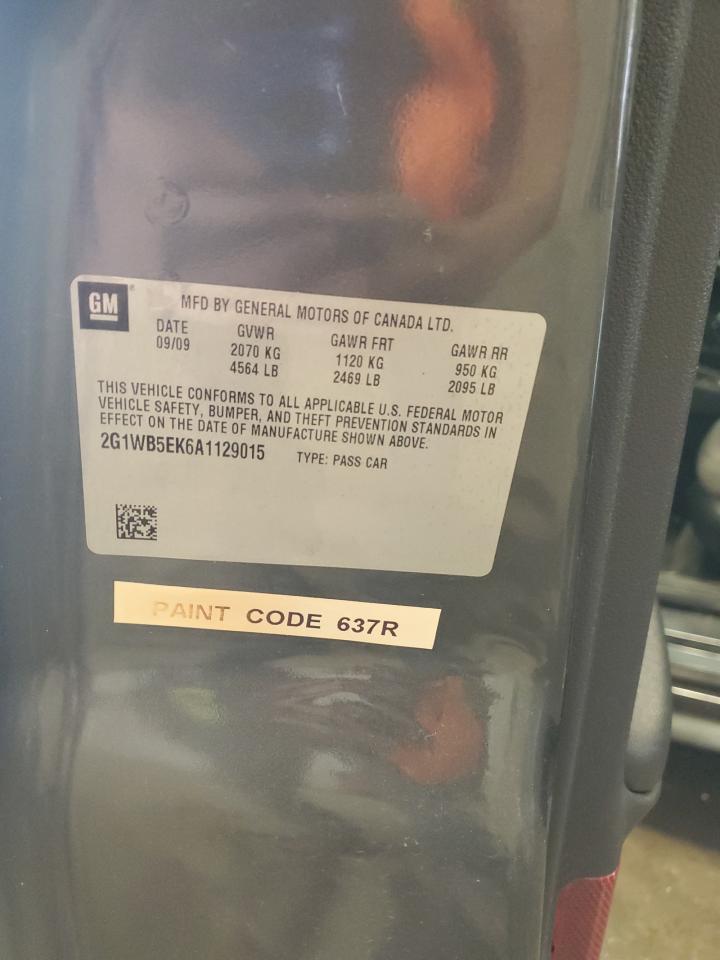 GM
MFD BY GENERAL MOTORS OF CANADA LTD.
DATE GVWR GAWR FRT GAWR RR
09/09 2070 KG 1120 KG 950 KG
4564 LB 2469 LB 2095 LB
THIS VEHICLE CONFORMS TO ALL APPLICABLE U.S. FEDERAL MOTOR
VEHICLE SAFETY, BUMPER, AND THEFT PREVENTION STANDARDS IN
EFFECT ON THE DATE OF MANUFACTURE SHOWN ABOVE.
2G1WB5EK6A1129015 TYPE: PASS CAR
PAINT CODE 637R